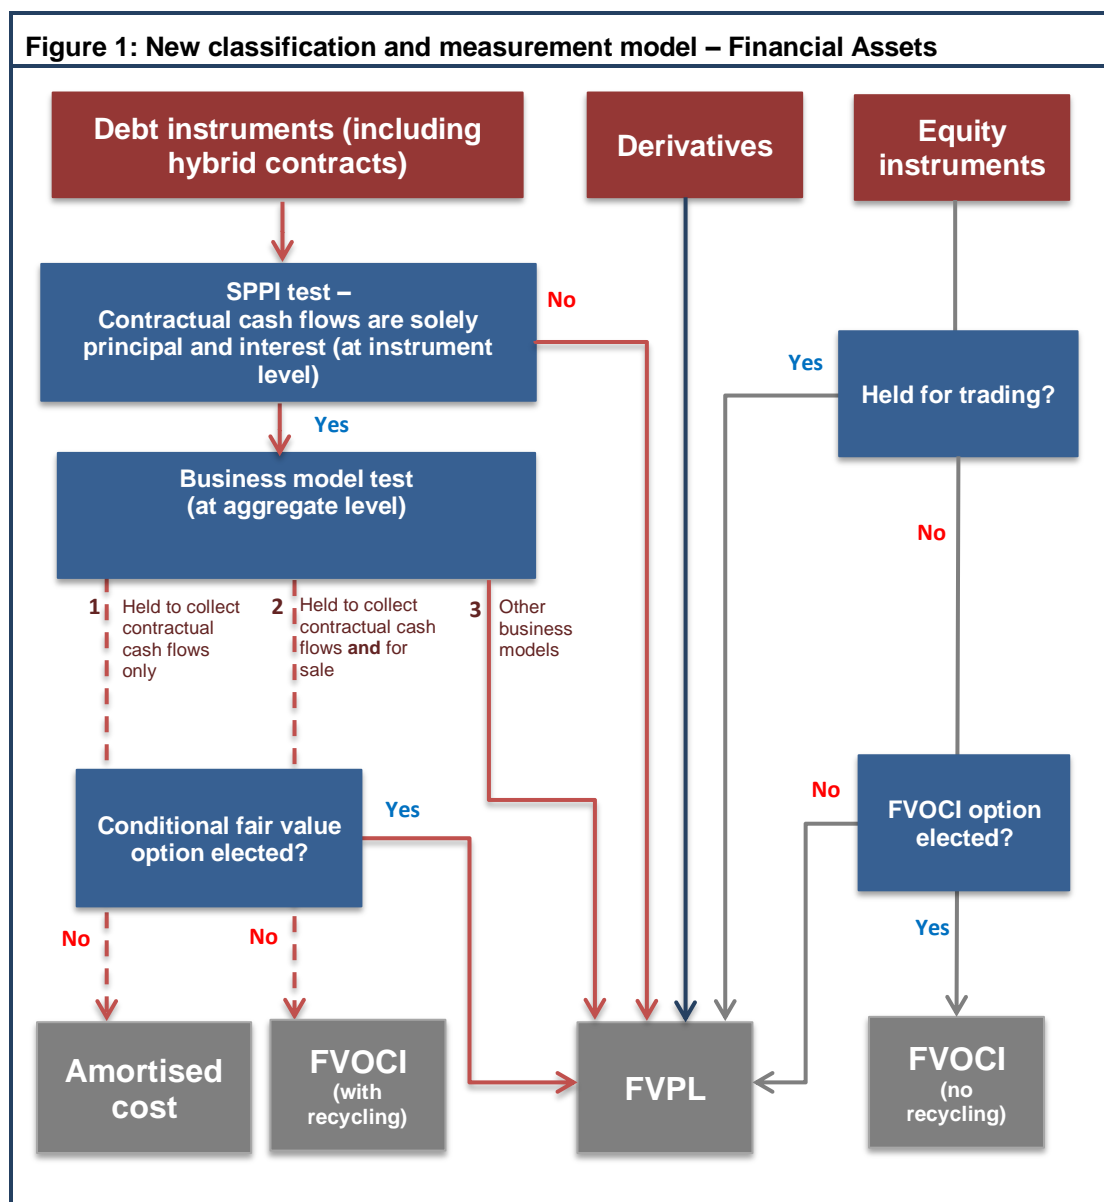 Figure 1: New classification and measurement model – Financial Assets
Debt instruments (including
hybrid contracts)
Derivatives
Equity
instruments
SPPI test –
Contractual cash flows are solely
principal and interest (at instrument
level)
No
Yes
Held for trading?
Yes
Business model test
(at aggregate level)
No
1
Held to collect
contractual
cash flows
only
2
Held to collect
contractual cash
flows and for
sale
3
Other
business
models
Conditional fair value
option elected?
Yes
No
FVOCI option
elected?
No
No
Yes
Amortised
cost
FVOCI
(with
recycling)
FVPL
FVOCI
(no
recycling)